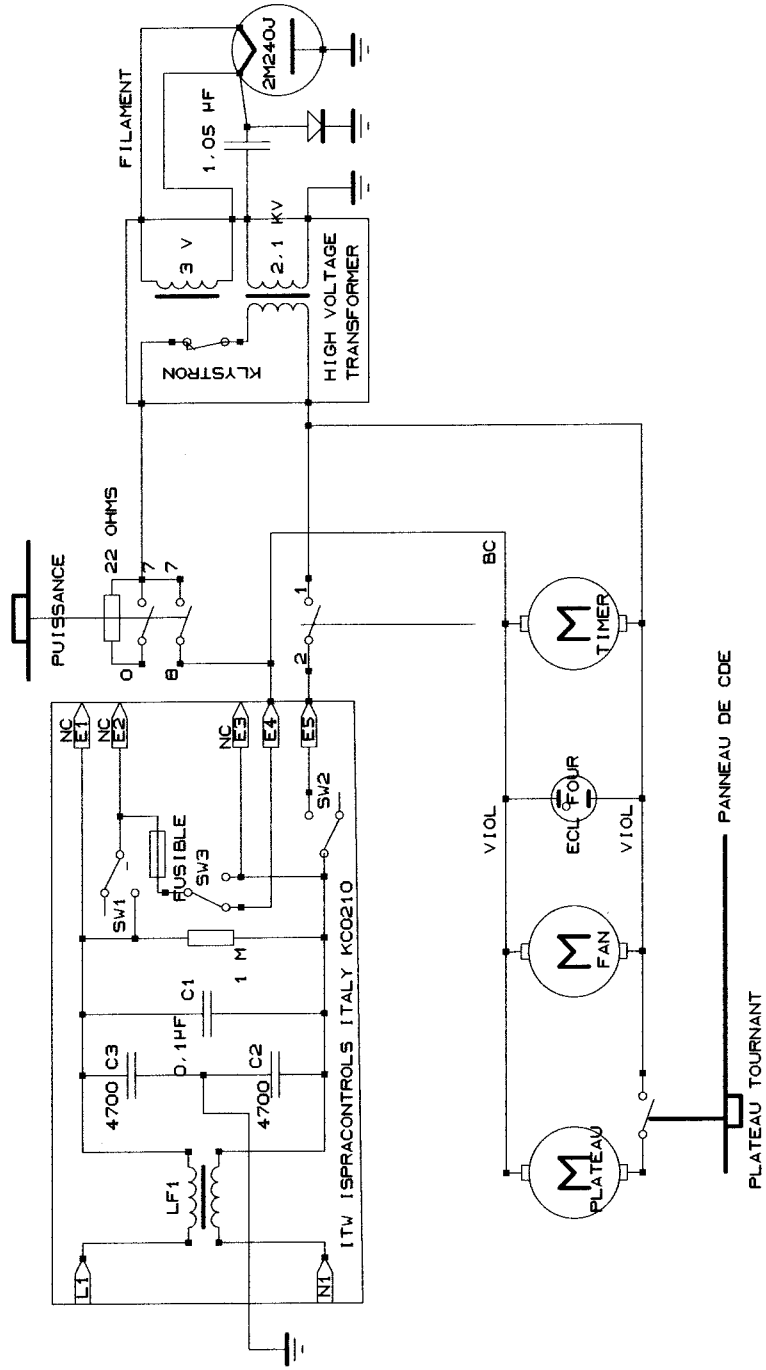 L1
N1
LF1
4700 C3
4700 C2
0.1µF
C1
1 M
SW1
FUSIBLE
SW3
SW2
NC
E1
NC
E2
NC
E3
E4
E5
ITW ISPRACONTROLS ITALY KC0210
PUISSANCE
22 OHMS
0
7
8
7
2
1
KLYSTRON
3 V
2.1 KV
HIGH VOLTAGE
TRANSFORMER
FILAMENT
1.05 µF
2M240J
BC
VIOL
VIOL
M
PLATEAU
M
FAN
ECL FOUR
M
TIMER
PLATEAU TOURNANT
PANNEAU DE CDE